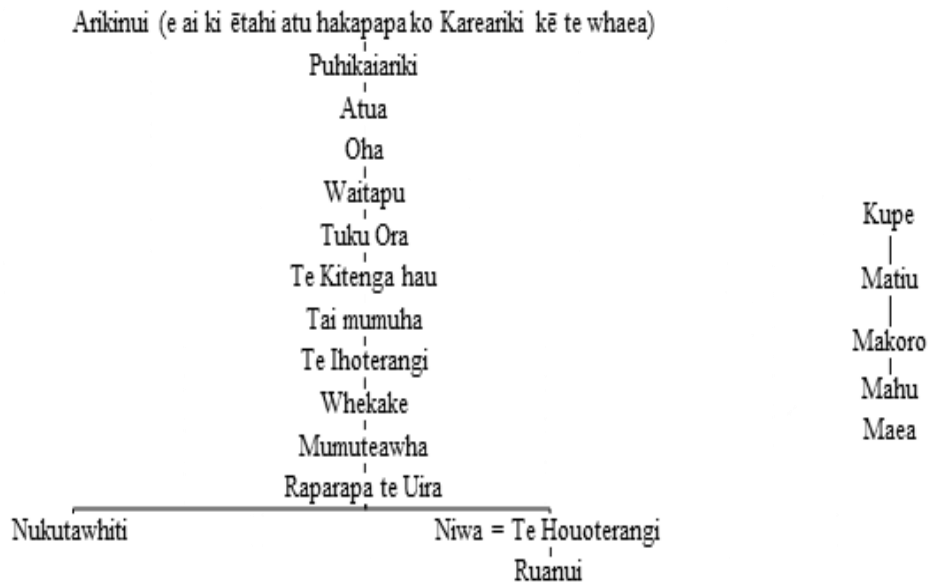 Arikinui (e ai ki ētahi atu hakapapa ko Kareariki kē te whaea)
Puhikaiariki
Atua
Oha
Waitapu
Tuku Ora
Te Kitenga hau
Tai mumuha
Te Ihoterangi
Whekake
Mumuteawha
Raparapa te Uira
Nukutawhiti
Niwa = Te Houoterangi
Ruanui
Kupe
Matiu
Makoro
Mahu
Maea